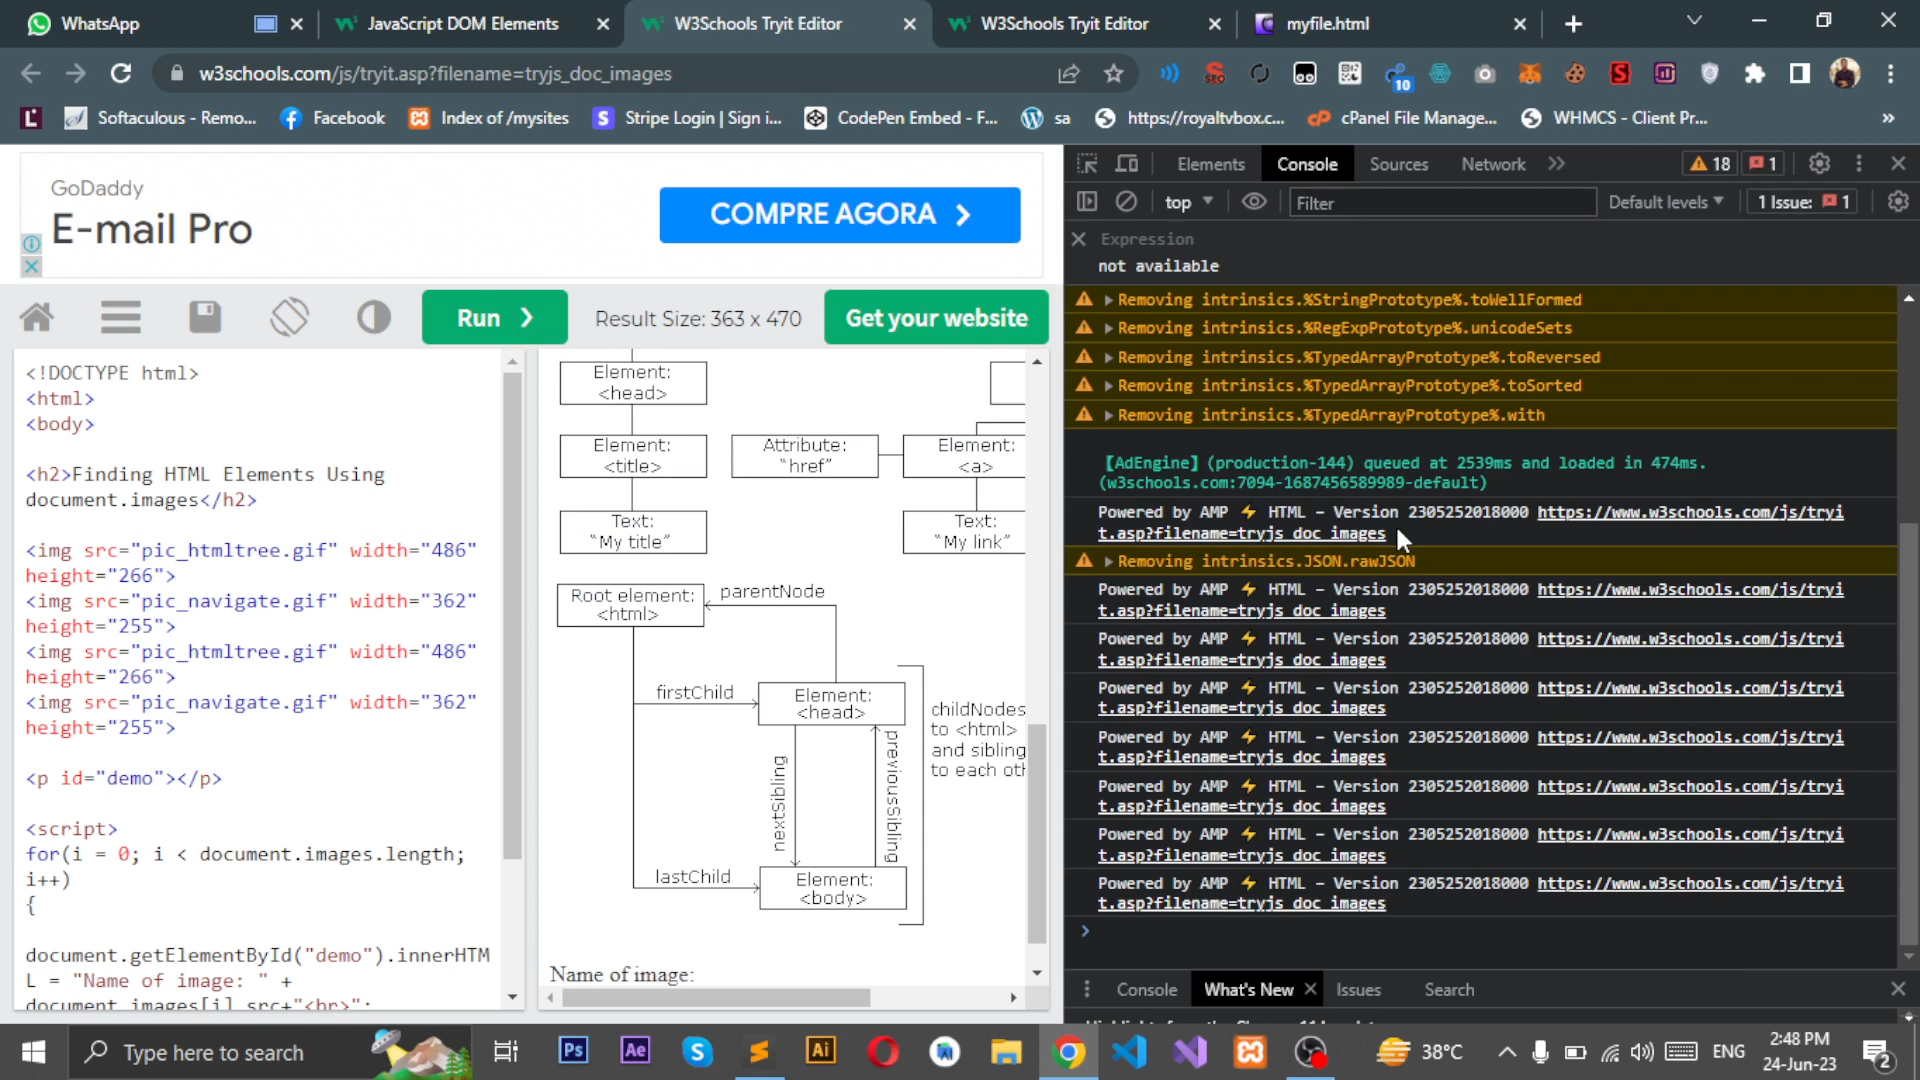 WhatsApp
JavaScript DOM Elements
W3Schools Tryit Editor
W3Schools Tryit Editor
myfile.html
w3schools.com/js/tryit.asp?filename=tryjs_doc_images
10
Softaculous - Remo...
Facebook
Index of /mysites
Stripe Login | Sign i...
CodePen Embed - F...
sa
https://royaltvbox.c...
cPanel File Manage...
WHMCS - Client Pr...
GoDaddy
E-mail Pro
COMPRE AGORA
Run ❯
Result Size: 363 x 470
Get your website
<!DOCTYPE html>
<html>
<body>
<h2>Finding HTML Elements Using
document.images</h2>
<img src="pic_htmltree.gif" width="486"
height="266">
<img src="pic_navigate.gif" width="362"
height="255">
<img src="pic_htmltree.gif" width="486"
height="266">
<img src="pic_navigate.gif" width="362"
height="255">
<p id="demo"></p>
<script>
for(i = 0; i < document.images.length;
i++)
{
document.getElementById("demo").innerHTM
L = "Name of image: " +
document.images[i].src+"<br>";
Element:
<head>
Element:
<title>
Attribute:
"href"
Element:
<a>
Text:
"My title"
Text:
"My link"
Root element:
<html>
parentNode
firstChild
Element:
<head>
childNodes
to <html>
and sibling
to each oth
nextSibling
previousSibling
lastChild
Element:
<body>
Name of image:
Elements
Console
Sources
Network
18
1
top
Filter
Default levels
1 Issue:
1
Expression
not available
Removing intrinsics.%StringPrototype%.toWellFormed
Removing intrinsics.%RegExpPrototype%.unicodeSets
Removing intrinsics.%TypedArrayPrototype%.toReversed
Removing intrinsics.%TypedArrayPrototype%.toSorted
Removing intrinsics.%TypedArrayPrototype%.with
【AdEngine】(production-144) queued at 2539ms and loaded in 474ms.
(w3schools.com:7094-1687456589989-default)
Powered by AMP ⚡ HTML – Version 2305252018000 https://www.w3schools.com/js/tryi
t.asp?filename=tryjs_doc_images
Removing intrinsics.JSON.rawJSON
Powered by AMP ⚡ HTML – Version 2305252018000 https://www.w3schools.com/js/tryi
t.asp?filename=tryjs_doc_images
Powered by AMP ⚡ HTML – Version 2305252018000 https://www.w3schools.com/js/tryi
t.asp?filename=tryjs_doc_images
Powered by AMP ⚡ HTML – Version 2305252018000 https://www.w3schools.com/js/tryi
t.asp?filename=tryjs_doc_images
Powered by AMP ⚡ HTML – Version 2305252018000 https://www.w3schools.com/js/tryi
t.asp?filename=tryjs_doc_images
Powered by AMP ⚡ HTML – Version 2305252018000 https://www.w3schools.com/js/tryi
t.asp?filename=tryjs_doc_images
Powered by AMP ⚡ HTML – Version 2305252018000 https://www.w3schools.com/js/tryi
t.asp?filename=tryjs_doc_images
Powered by AMP ⚡ HTML – Version 2305252018000 https://www.w3schools.com/js/tryi
t.asp?filename=tryjs_doc_images
Console
What's New
Issues
Search
Type here to search
Ps
Ae
Ai
38°C
ENG
2:48 PM
24-Jun-23
2